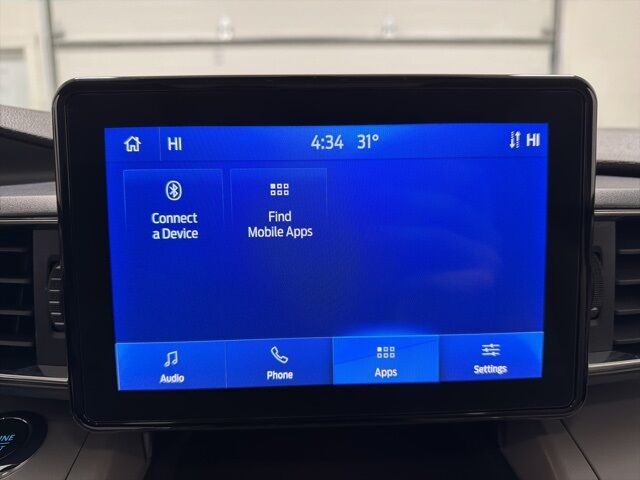 HI 4:34 31° HI
Connect
a Device
Find
Mobile Apps
Audio
Phone
Apps
Settings